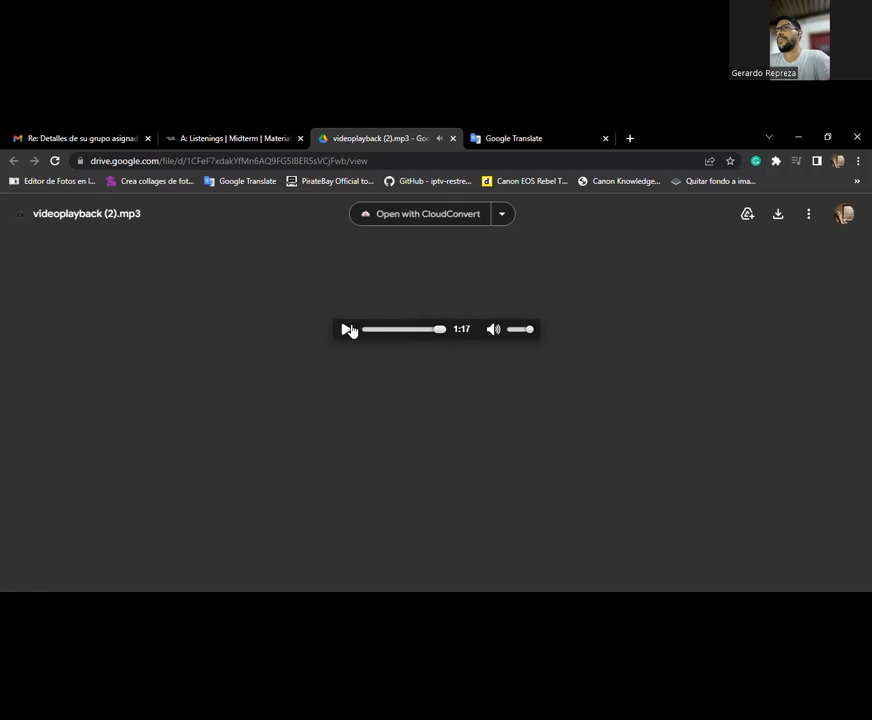 Gerardo Repreza
Re: Detalles de su grupo asignad
A: Listenings | Midterm | Material
videoplayback (2).mp3 - Goo
Google Translate
drive.google.com/file/d/1CFeF7xdakYfMn6AQ9FG5IBER5sVCjFwb/view
Editor de Fotos en l...
Crea collages de fot...
Google Translate
PirateBay Official to...
GitHub - iptv-restre...
Canon EOS Rebel T...
Canon Knowledge...
Quitar fondo a ima...
videoplayback (2).mp3
Open with CloudConvert
1:17